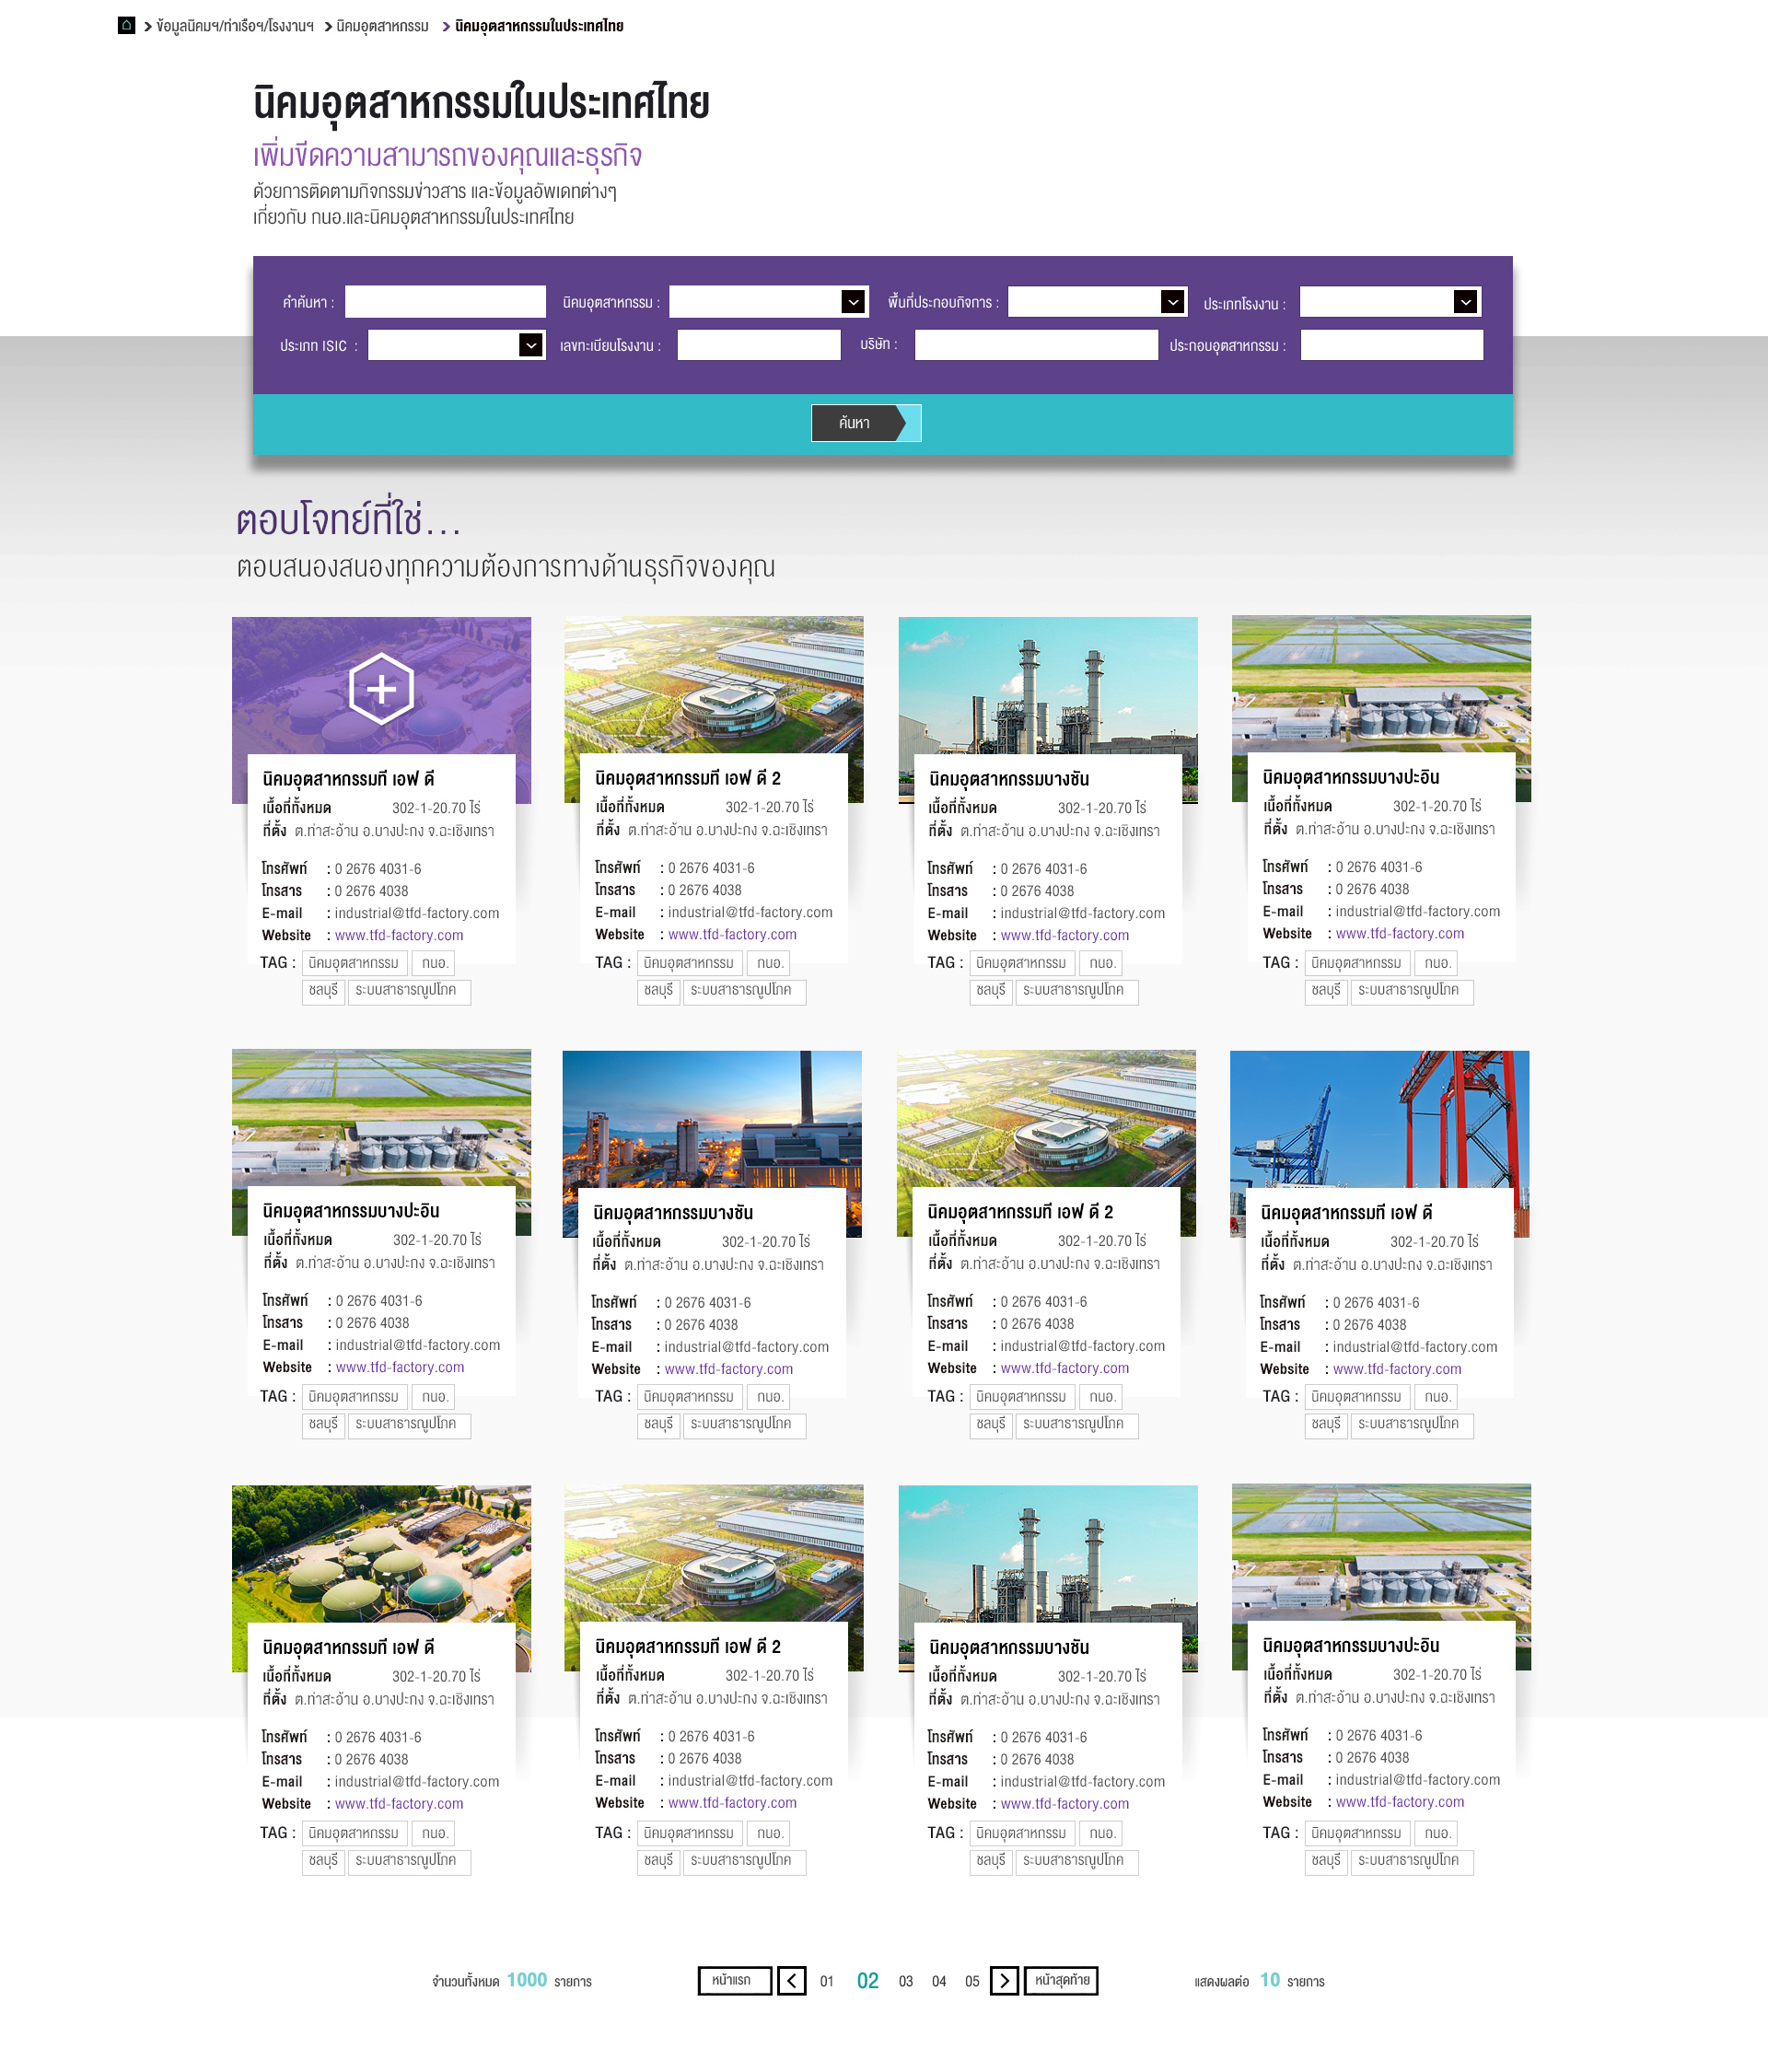 ข้อมูลนิคมฯ/ท่าเรือฯ/โรงงานฯ นิคมอุตสาหกรรม นิคมอุตสาหกรรมในประเทศไทย
นิคมอุตสาหกรรมในประเทศไทย
เพิ่มขีดความสามารถของคุณและธุรกิจ
ด้วยการติดตามกิจกรรมข่าวสาร และข้อมูลอัพเดทต่างๆ
เกี่ยวกับ กนอ.และนิคมอุตสาหกรรมในประเทศไทย
คำค้นหา : นิคมอุตสาหกรรม : พื้นที่ประกอบกิจการ : ประเภทโรงงาน :
ประเภท ISIC : เลขทะเบียนโรงงาน : บริษัท : ประกอบอุตสาหกรรม :
ค้นหา
ตอบโจทย์ที่ใช่...
ตอบสนองสนองทุกความต้องการทางด้านธุรกิจของคุณ
นิคมอุตสาหกรรมที เอฟ ดี
เนื้อที่ทั้งหมด 302-1-20.70 ไร่
ที่ตั้ง ต.ท่าสะอ้าน อ.บางปะกง จ.ฉะเชิงเทรา
โทรศัพท์ : 0 2676 4031-6
โทรสาร : 0 2676 4038
E-mail : industrial@tfd-factory.com
Website : www.tfd-factory.com
TAG : นิคมอุตสาหกรรม กนอ.
ชลบุรี ระบบสาธารณูปโภค
นิคมอุตสาหกรรมที เอฟ ดี 2
เนื้อที่ทั้งหมด 302-1-20.70 ไร่
ที่ตั้ง ต.ท่าสะอ้าน อ.บางปะกง จ.ฉะเชิงเทรา
โทรศัพท์ : 0 2676 4031-6
โทรสาร : 0 2676 4038
E-mail : industrial@tfd-factory.com
Website : www.tfd-factory.com
TAG : นิคมอุตสาหกรรม กนอ.
ชลบุรี ระบบสาธารณูปโภค
นิคมอุตสาหกรรมบางชัน
เนื้อที่ทั้งหมด 302-1-20.70 ไร่
ที่ตั้ง ต.ท่าสะอ้าน อ.บางปะกง จ.ฉะเชิงเทรา
โทรศัพท์ : 0 2676 4031-6
โทรสาร : 0 2676 4038
E-mail : industrial@tfd-factory.com
Website : www.tfd-factory.com
TAG : นิคมอุตสาหกรรม กนอ.
ชลบุรี ระบบสาธารณูปโภค
นิคมอุตสาหกรรมบางปะอิน
เนื้อที่ทั้งหมด 302-1-20.70 ไร่
ที่ตั้ง ต.ท่าสะอ้าน อ.บางปะกง จ.ฉะเชิงเทรา
โทรศัพท์ : 0 2676 4031-6
โทรสาร : 0 2676 4038
E-mail : industrial@tfd-factory.com
Website : www.tfd-factory.com
TAG : นิคมอุตสาหกรรม กนอ.
ชลบุรี ระบบสาธารณูปโภค
นิคมอุตสาหกรรมบางปะอิน
เนื้อที่ทั้งหมด 302-1-20.70 ไร่
ที่ตั้ง ต.ท่าสะอ้าน อ.บางปะกง จ.ฉะเชิงเทรา
โทรศัพท์ : 0 2676 4031-6
โทรสาร : 0 2676 4038
E-mail : industrial@tfd-factory.com
Website : www.tfd-factory.com
TAG : นิคมอุตสาหกรรม กนอ.
ชลบุรี ระบบสาธารณูปโภค
นิคมอุตสาหกรรมบางชัน
เนื้อที่ทั้งหมด 302-1-20.70 ไร่
ที่ตั้ง ต.ท่าสะอ้าน อ.บางปะกง จ.ฉะเชิงเทรา
โทรศัพท์ : 0 2676 4031-6
โทรสาร : 0 2676 4038
E-mail : industrial@tfd-factory.com
Website : www.tfd-factory.com
TAG : นิคมอุตสาหกรรม กนอ.
ชลบุรี ระบบสาธารณูปโภค
นิคมอุตสาหกรรมที เอฟ ดี 2
เนื้อที่ทั้งหมด 302-1-20.70 ไร่
ที่ตั้ง ต.ท่าสะอ้าน อ.บางปะกง จ.ฉะเชิงเทรา
โทรศัพท์ : 0 2676 4031-6
โทรสาร : 0 2676 4038
E-mail : industrial@tfd-factory.com
Website : www.tfd-factory.com
TAG : นิคมอุตสาหกรรม กนอ.
ชลบุรี ระบบสาธารณูปโภค
นิคมอุตสาหกรรมที เอฟ ดี
เนื้อที่ทั้งหมด 302-1-20.70 ไร่
ที่ตั้ง ต.ท่าสะอ้าน อ.บางปะกง จ.ฉะเชิงเทรา
โทรศัพท์ : 0 2676 4031-6
โทรสาร : 0 2676 4038
E-mail : industrial@tfd-factory.com
Website : www.tfd-factory.com
TAG : นิคมอุตสาหกรรม กนอ.
ชลบุรี ระบบสาธารณูปโภค
นิคมอุตสาหกรรมที เอฟ ดี
เนื้อที่ทั้งหมด 302-1-20.70 ไร่
ที่ตั้ง ต.ท่าสะอ้าน อ.บางปะกง จ.ฉะเชิงเทรา
โทรศัพท์ : 0 2676 4031-6
โทรสาร : 0 2676 4038
E-mail : industrial@tfd-factory.com
Website : www.tfd-factory.com
TAG : นิคมอุตสาหกรรม กนอ.
ชลบุรี ระบบสาธารณูปโภค
นิคมอุตสาหกรรมที เอฟ ดี 2
เนื้อที่ทั้งหมด 302-1-20.70 ไร่
ที่ตั้ง ต.ท่าสะอ้าน อ.บางปะกง จ.ฉะเชิงเทรา
โทรศัพท์ : 0 2676 4031-6
โทรสาร : 0 2676 4038
E-mail : industrial@tfd-factory.com
Website : www.tfd-factory.com
TAG : นิคมอุตสาหกรรม กนอ.
ชลบุรี ระบบสาธารณูปโภค
นิคมอุตสาหกรรมบางชัน
เนื้อที่ทั้งหมด 302-1-20.70 ไร่
ที่ตั้ง ต.ท่าสะอ้าน อ.บางปะกง จ.ฉะเชิงเทรา
โทรศัพท์ : 0 2676 4031-6
โทรสาร : 0 2676 4038
E-mail : industrial@tfd-factory.com
Website : www.tfd-factory.com
TAG : นิคมอุตสาหกรรม กนอ.
ชลบุรี ระบบสาธารณูปโภค
นิคมอุตสาหกรรมบางปะอิน
เนื้อที่ทั้งหมด 302-1-20.70 ไร่
ที่ตั้ง ต.ท่าสะอ้าน อ.บางปะกง จ.ฉะเชิงเทรา
โทรศัพท์ : 0 2676 4031-6
โทรสาร : 0 2676 4038
E-mail : industrial@tfd-factory.com
Website : www.tfd-factory.com
TAG : นิคมอุตสาหกรรม กนอ.
ชลบุรี ระบบสาธารณูปโภค
จำนวนทั้งหมด 1000 รายการ หน้าแรก 01 02 03 04 05 หน้าสุดท้าย แสดงผลต่อ 10 รายการ